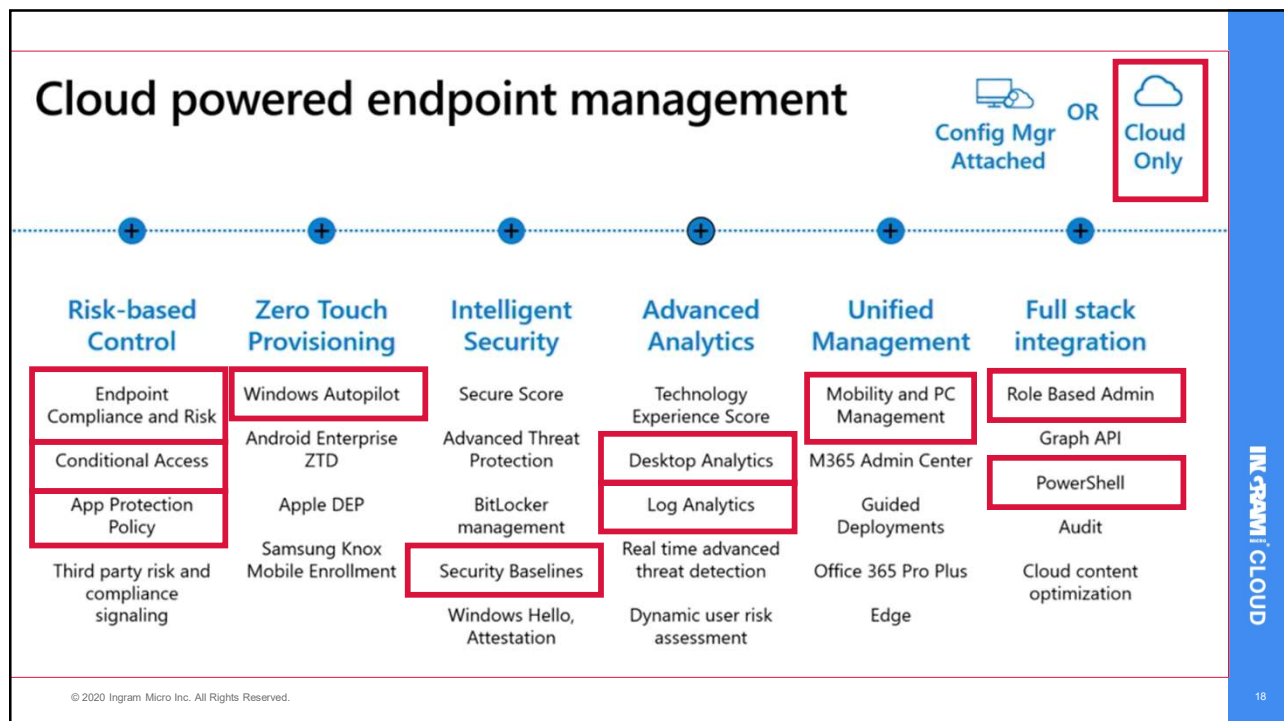 Cloud powered endpoint management
Config Mgr
Attached
OR
Cloud
Only
Risk-based
Control
Endpoint
Compliance and Risk
Conditional Access
App Protection
Policy
Third party risk and
compliance
signaling
Zero Touch
Provisioning
Windows Autopilot
Android Enterprise
ZTD
Apple DEP
Samsung Knox
Mobile Enrollment
Intelligent
Security
Secure Score
Advanced Threat
Protection
BitLocker
management
Security Baselines
Windows Hello,
Attestation
Advanced
Analytics
Technology
Experience Score
Desktop Analytics
Log Analytics
Real time advanced
threat detection
Dynamic user risk
assessment
Unified
Management
Mobility and PC
Management
M365 Admin Center
Guided
Deployments
Office 365 Pro Plus
Edge
Full stack
integration
Role Based Admin
Graph API
PowerShell
Audit
Cloud content
optimization
INGRAM MICRO CLOUD
© 2020 Ingram Micro Inc. All Rights Reserved.
18